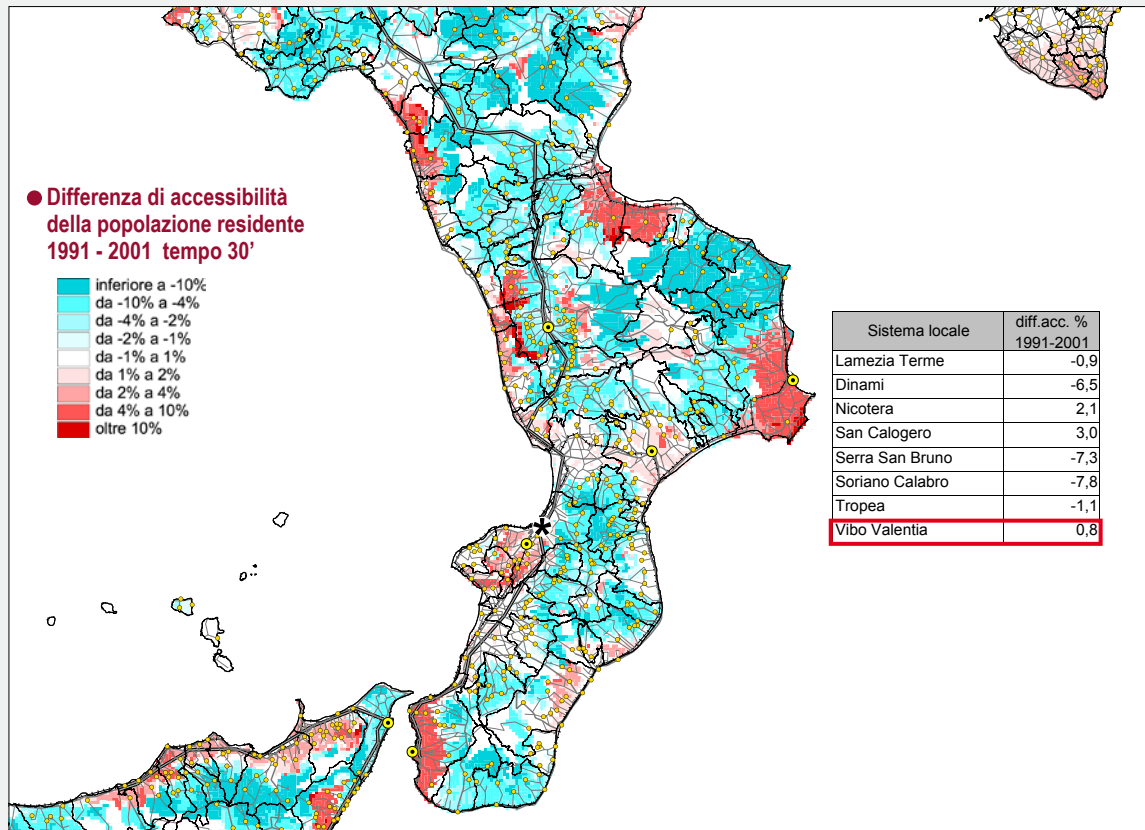 Differenza di accessibilità
della popolazione residente
1991 - 2001 tempo 30'
inferiore a -10%
da -10% a -4%
da -4% a -2%
da -2% a -1%
da -1% a 1%
da 1% a 2%
da 2% a 4%
da 4% a 10%
oltre 10%
Sistema locale diff.acc. % 1991-2001
Lamezia Terme -0,9
Dinami -6,5
Nicotera 2,1
San Calogero 3,0
Serra San Bruno -7,3
Soriano Calabro -7,8
Tropea -1,1
Vibo Valentia 0,8
*